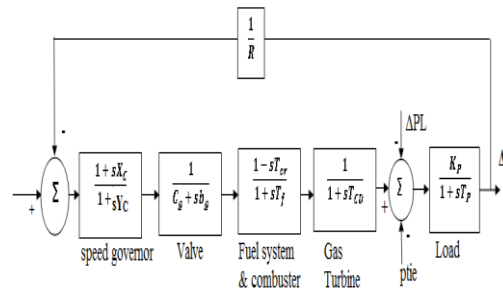 1
R
-
-
ΔPL
Δ
Σ
+
1+sX_c
1+sY_C
1
C_g+sb_g
1-sT_cr
1+sT_f
1
1+sT_CD
+
Σ
-
K_P
1+sT_P
speed governor
Valve
Fuel system
& combuster
Gas
Turbine
ptie
Load